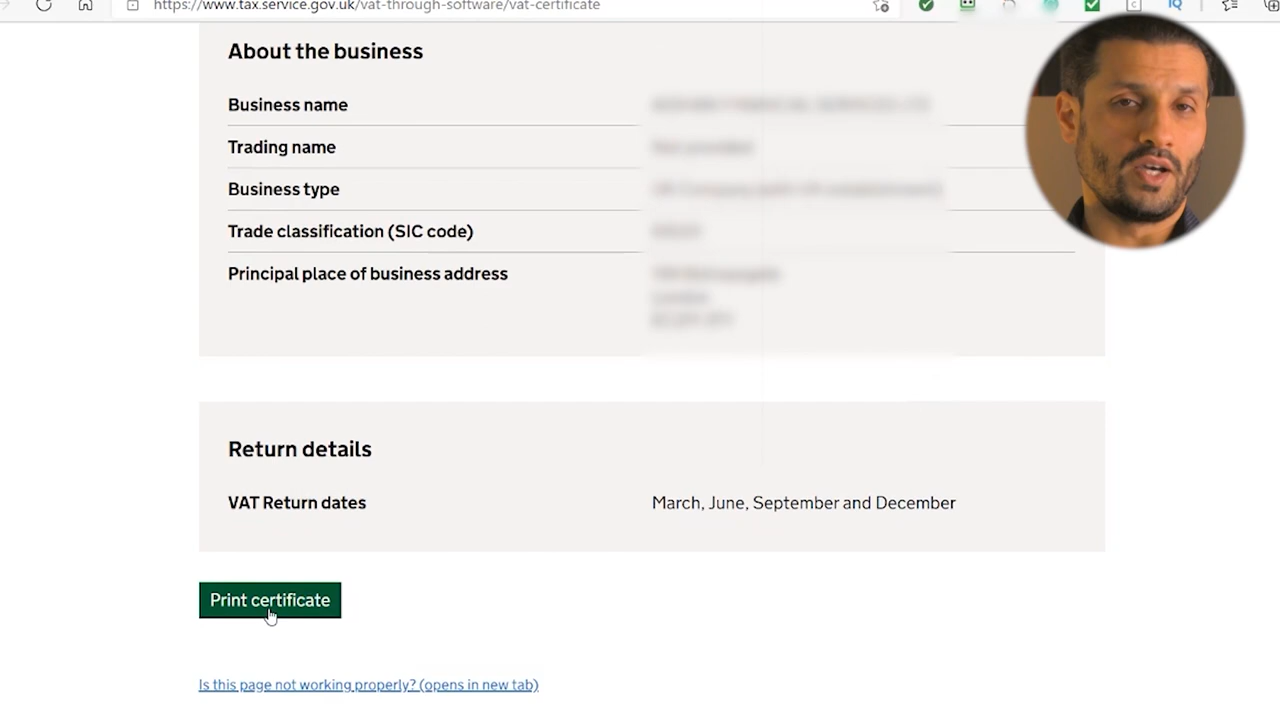 https://www.tax.service.gov.uk/vat-through-software/vat-certificate
About the business
Business name
Trading name
Business type
Trade classification (SIC code)
Principal place of business address
Return details
VAT Return dates March, June, September and December
Print certificate
Is this page not working properly? (opens in new tab)